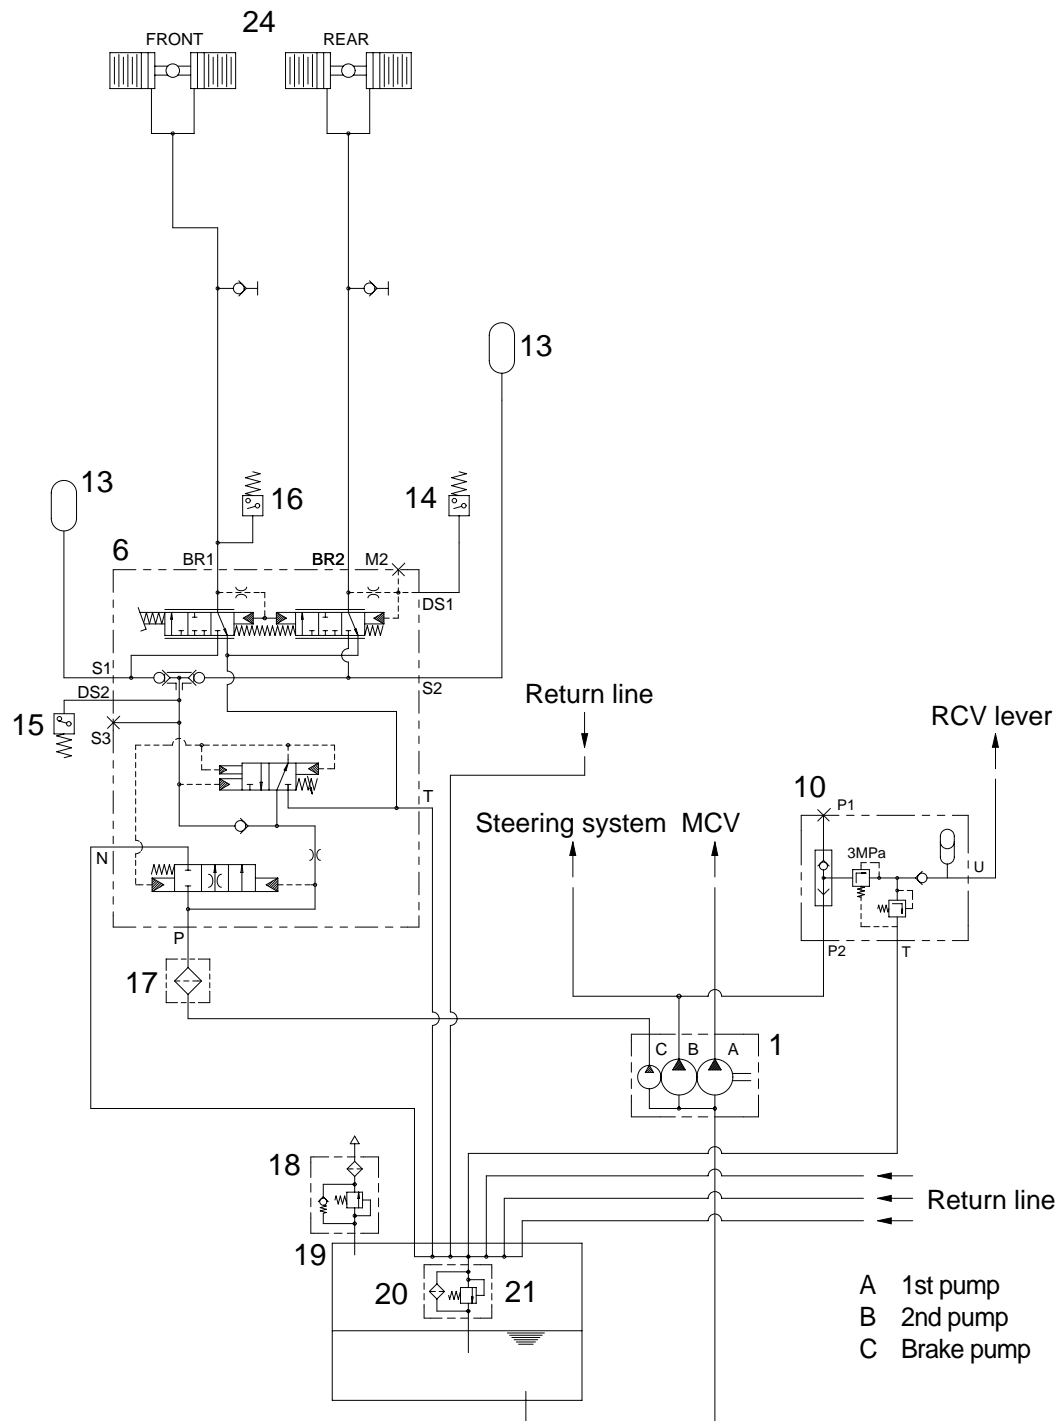 24
FRONT REAR
13
13
16 14
6
BR1 BR2 M2
DS1
S1
S2
DS2
15
S3
Return line
RCV lever
T
10
P1
Steering system MCV
3MPa
N
U
P
P2 T
17
C B A 1
18
Return line
19
20 21
A 1st pump
B 2nd pump
C Brake pump